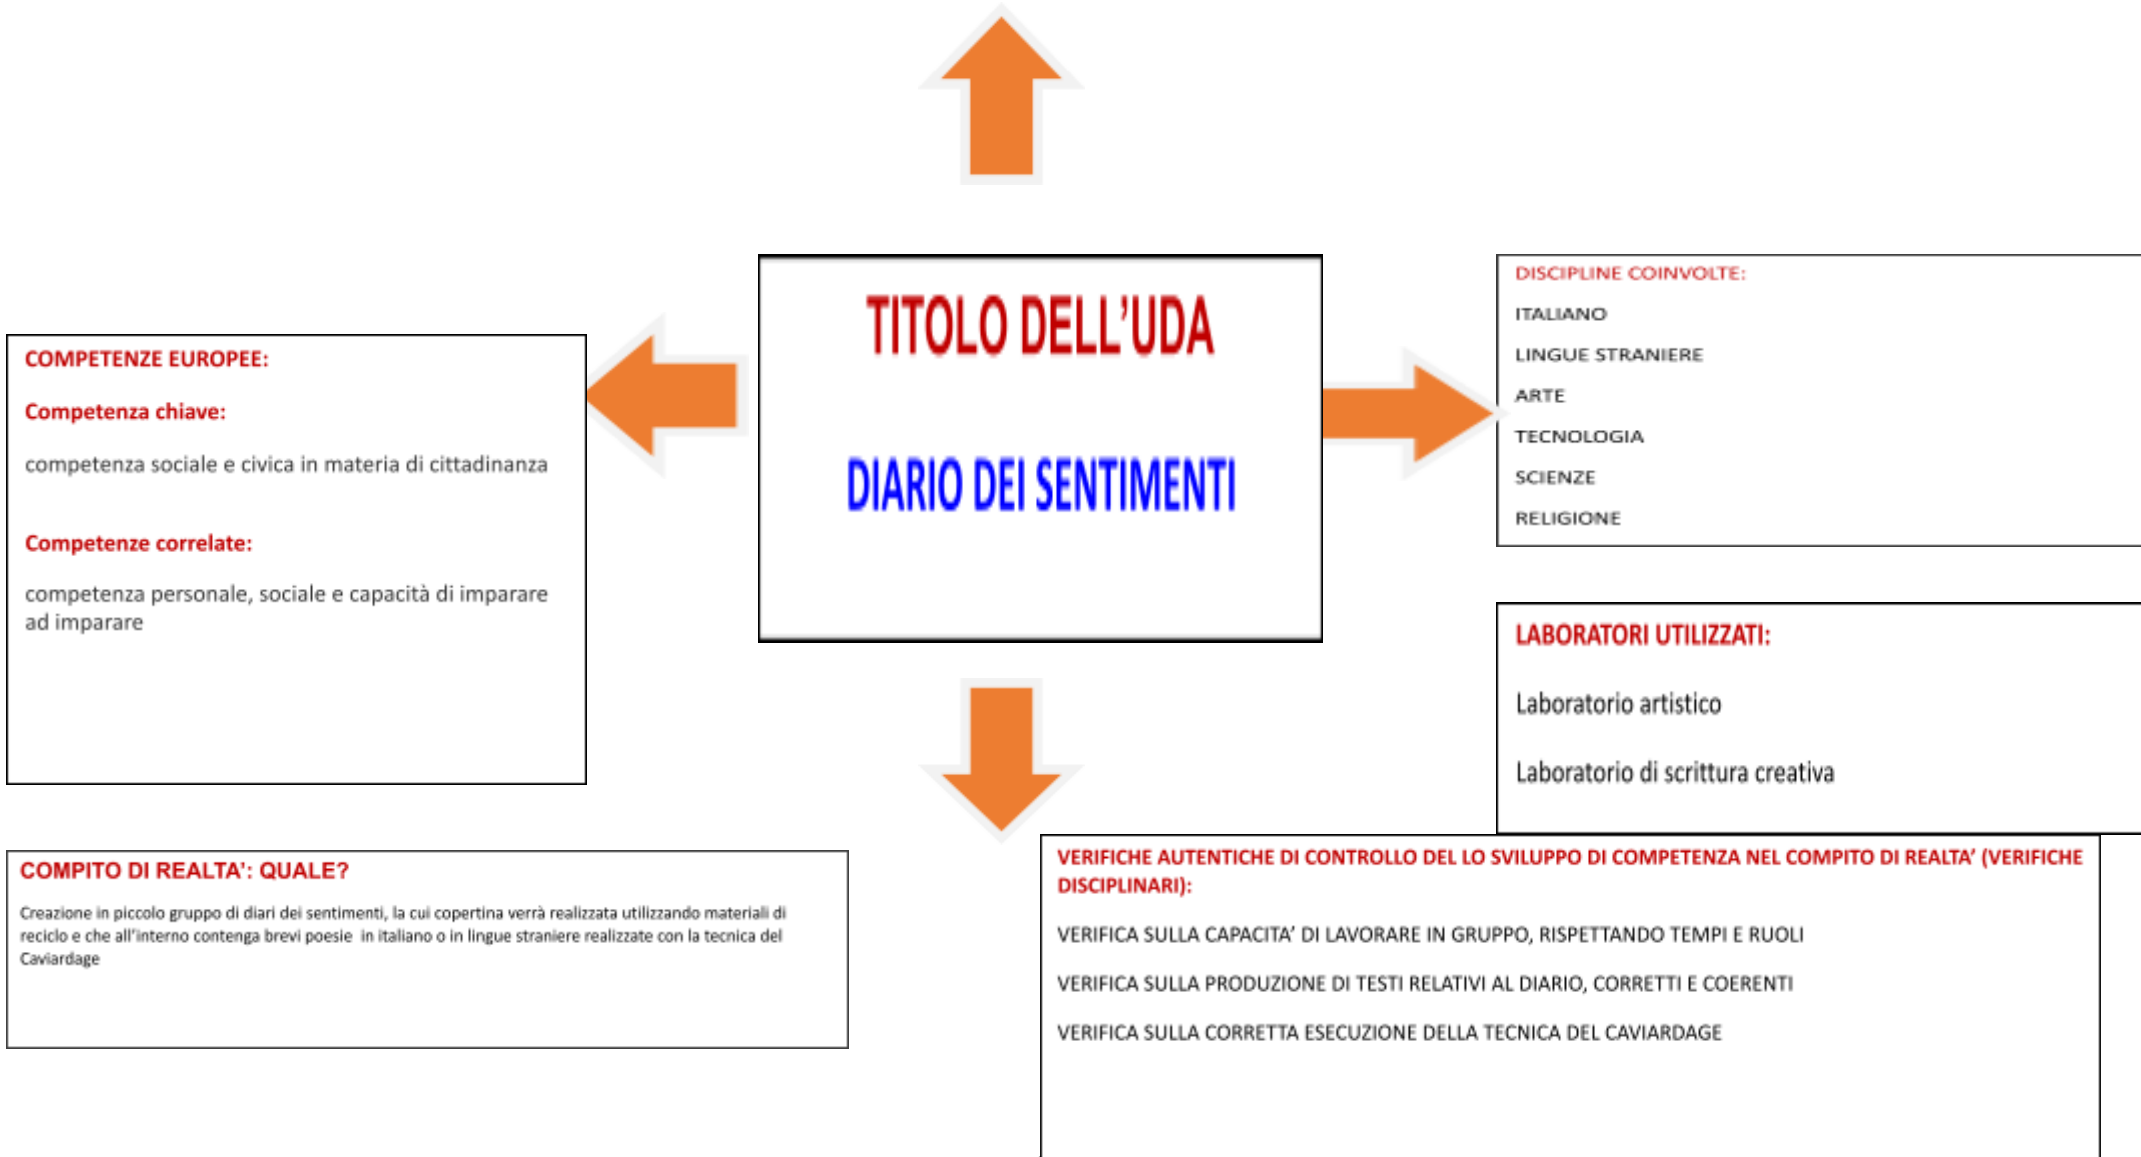 TITOLO DELL'UDA
DIARIO DEI SENTIMENTI
COMPETENZE EUROPEE:
Competenza chiave:
competenza sociale e civica in materia di cittadinanza
Competenze correlate:
competenza personale, sociale e capacità di imparare
ad imparare
DISCIPLINE COINVOLTE:
ITALIANO
LINGUE STRANIERE
ARTE
TECNOLOGIA
SCIENZE
RELIGIONE
LABORATORI UTILIZZATI:
Laboratorio artistico
Laboratorio di scrittura creativa
COMPITO DI REALTA': QUALE?
Creazione in piccolo gruppo di diari dei sentimenti, la cui copertina verrà realizzata utilizzando materiali di
reciclo e che all'interno contenga brevi poesie in italiano o in lingue straniere realizzate con la tecnica del
Caviardage
VERIFICHE AUTENTICHE DI CONTROLLO DEL LO SVILUPPO DI COMPETENZA NEL COMPITO DI REALTA' (VERIFICHE
DISCIPLINARI):
VERIFICA SULLA CAPACITA' DI LAVORARE IN GRUPPO, RISPETTANDO TEMPI E RUOLI
VERIFICA SULLA PRODUZIONE DI TESTI RELATIVI AL DIARIO, CORRETTI E COERENTI
VERIFICA SULLA CORRETTA ESECUZIONE DELLA TECNICA DEL CAVIARDAGE